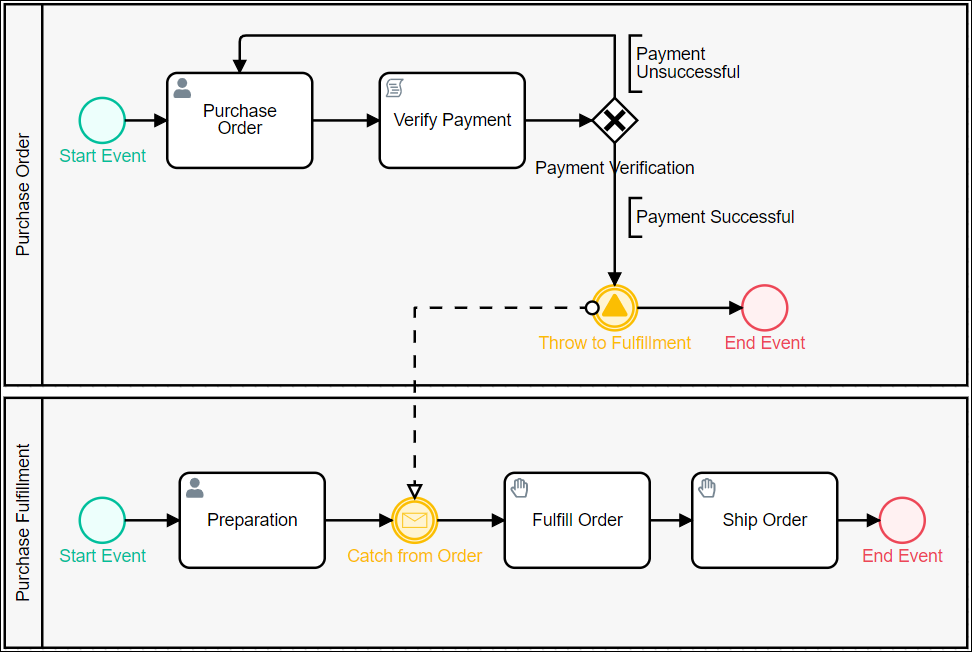 Purchase Order
Payment
Unsuccessful
Purchase
Order
Verify Payment
Start Event
Payment Verification
Payment Successful
Throw to Fulfillment
End Event
Purchase Fulfillment
Preparation
Fulfill Order
Ship Order
Start Event
Catch from Order
End Event